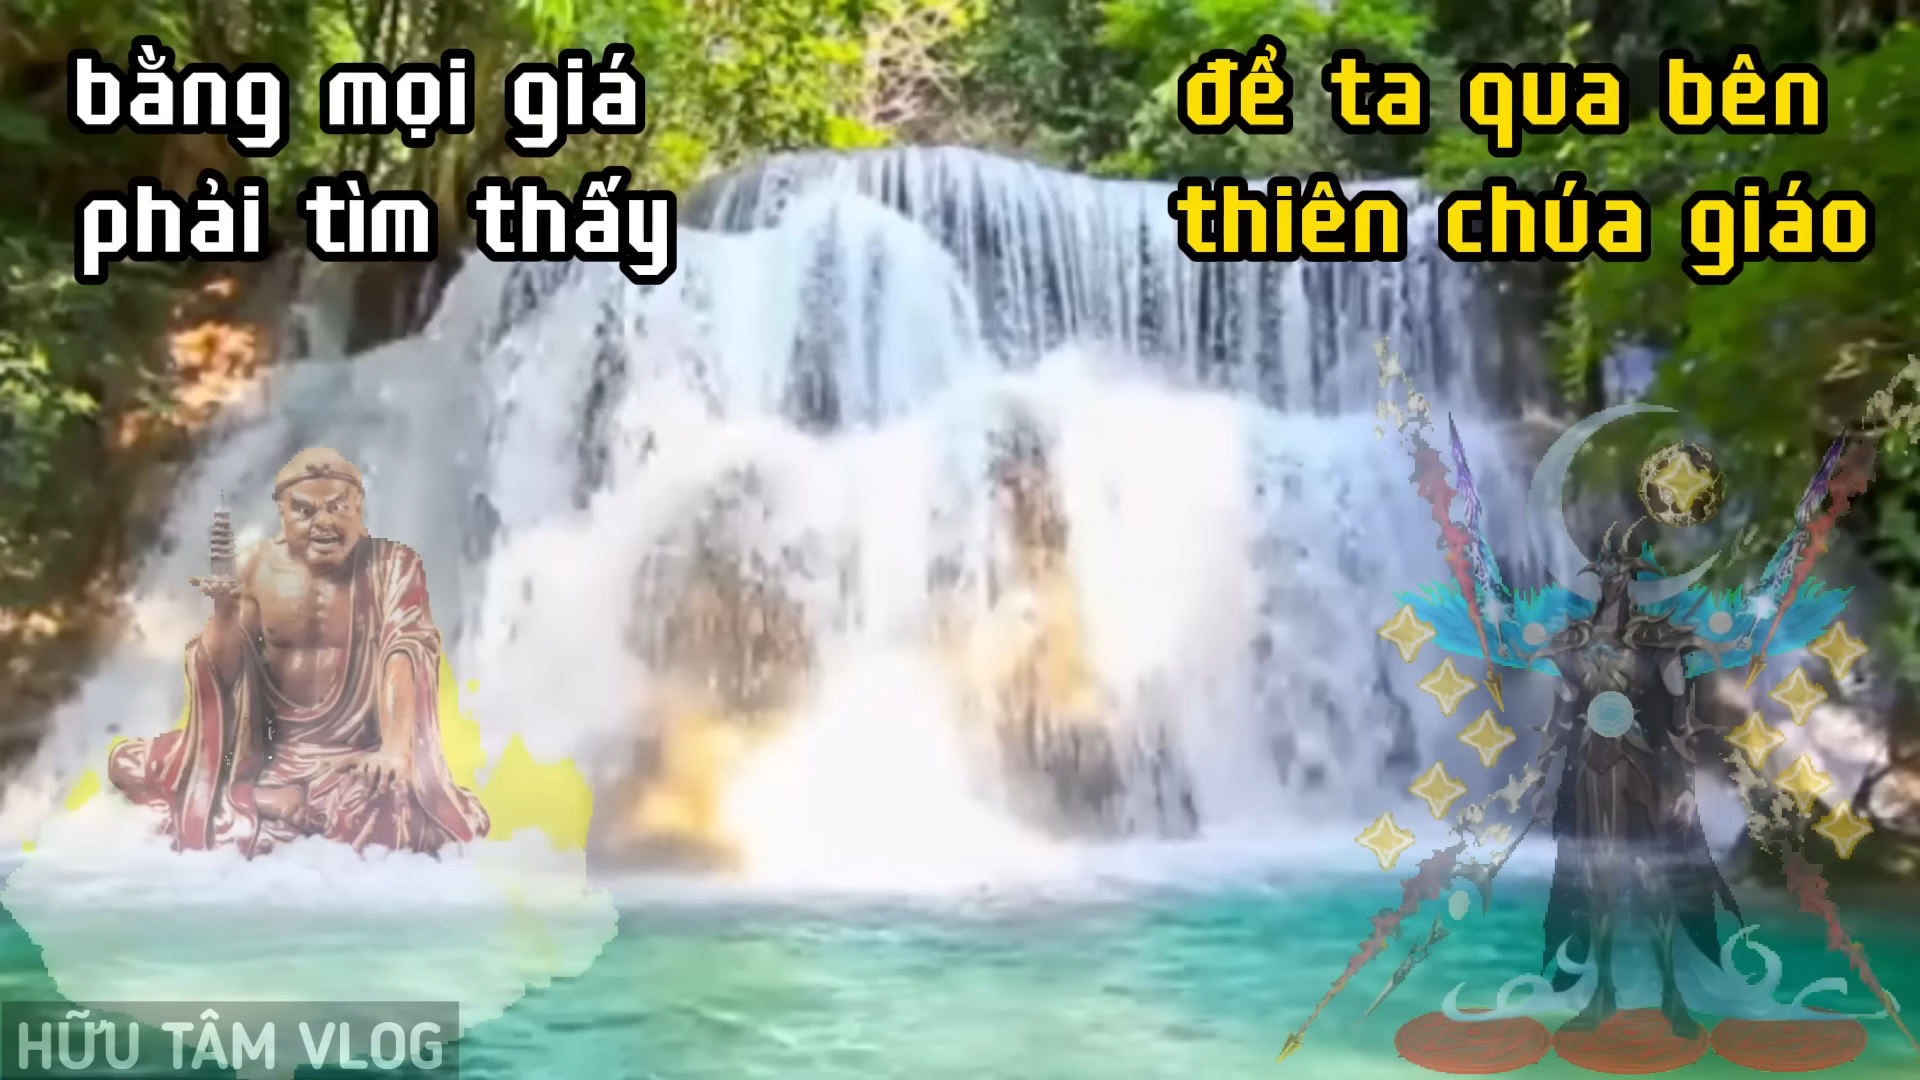 bằng mọi giá
phải tìm thấy
để ta qua bên
thiên chúa giáo
HỮU TÂM VLOG